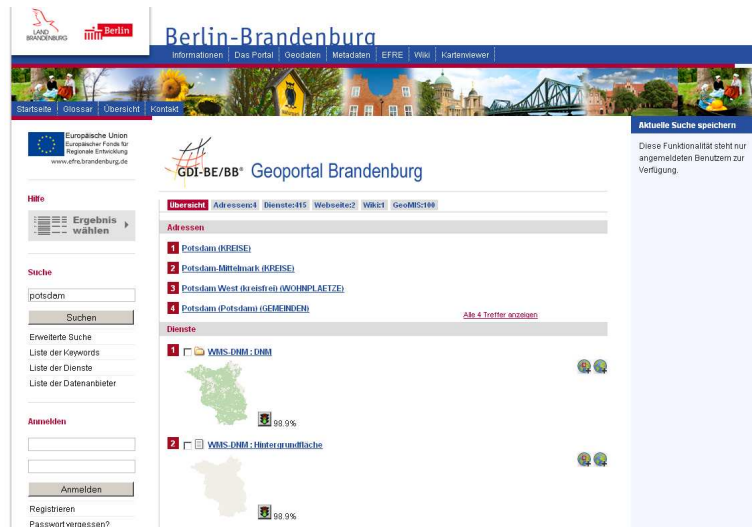 LAND
BRANDENBURG
Berlin
Berlin-Brandenburg
Informationen Das Portal Geodaten Metadaten EFRE Wiki Kartenviewer
Startseite Glossar Übersicht Kontakt
Europäische Union
Europäischer Fonds für
Regionale Entwicklung
www.efre.brandenburg.de
Hilfe
Ergebnis
wählen
Suche
potsdam
Suchen
Erweiterte Suche
Liste der Keywords
Liste der Dienste
Liste der Datenanbieter
Anmelden
Anmelden
Registrieren
Passwort vergessen?
GDI-BE/BB® Geoportal Brandenburg
Übersicht Adressen:4 Dienste:415 Webseite:2 Wiki:1 GeoMIS:100
Adressen
1 Potsdam (KREISE)
2 Potsdam-Mittelmark (KREISE)
3 Potsdam West (kreisfrei) (WOHNPLAETZE)
4 Potsdam (Potsdam) (GEMEINDEN)
Alle 4 Treffer anzeigen
Dienste
1 WMS-DNM : DNM
98.9%
2 WMS-DNM : Hintergrundfläche
98.9%
Aktuelle Suche speichern
Diese Funktionalität steht nur
angemeldeten Benutzern zur
Verfügung.